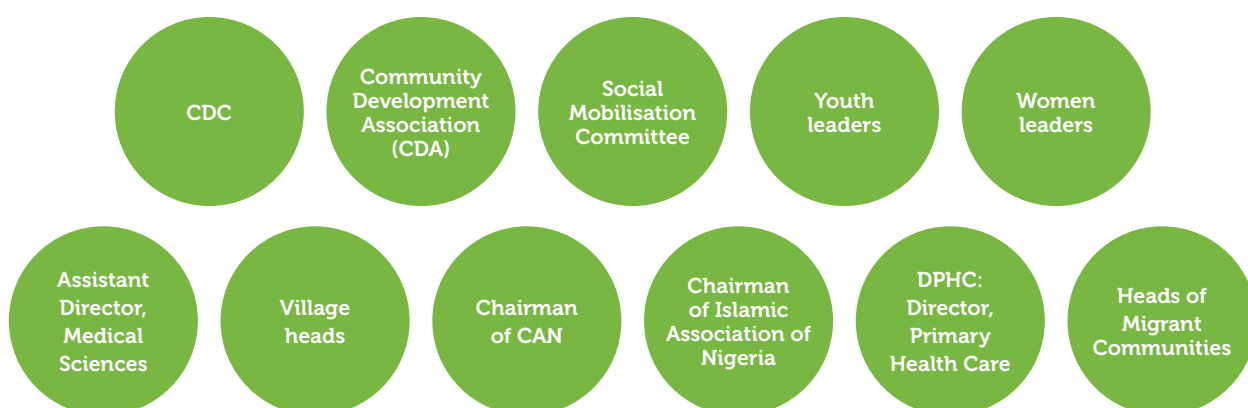 CDC
Community
Development
Association
(CDA)
Social
Mobilisation
Committee
Youth
leaders
Women
leaders
Assistant
Director,
Medical
Sciences
Village
heads
Chairman
of CAN
Chairman
of Islamic
Association of
Nigeria
DPHC:
Director,
Primary
Health Care
Heads of
Migrant
Communities